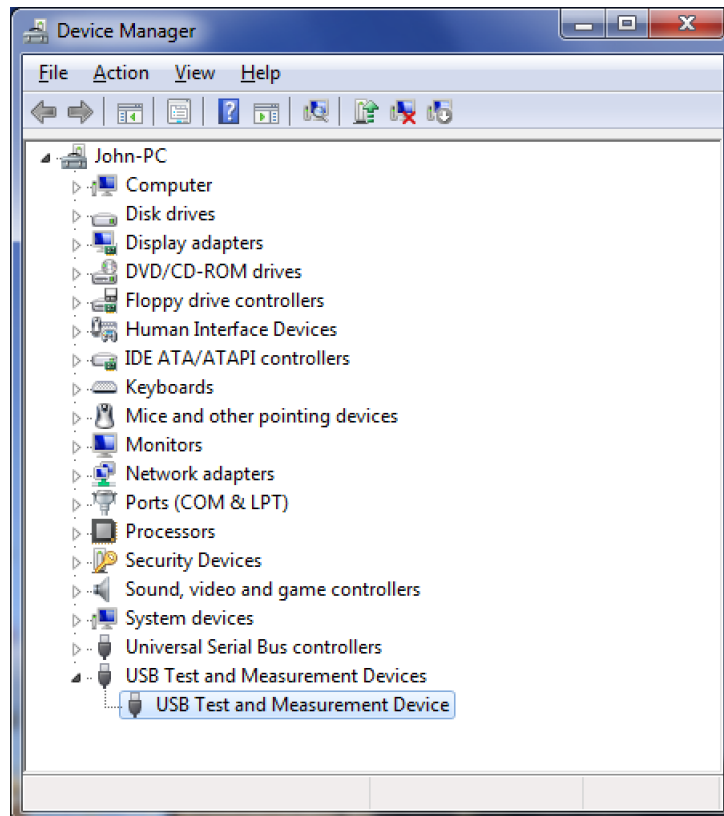 Device Manager
File Action View Help
John-PC
Computer
Disk drives
Display adapters
DVD/CD-ROM drives
Floppy drive controllers
Human Interface Devices
IDE ATA/ATAPI controllers
Keyboards
Mice and other pointing devices
Monitors
Network adapters
Ports (COM & LPT)
Processors
Security Devices
Sound, video and game controllers
System devices
Universal Serial Bus controllers
USB Test and Measurement Devices
USB Test and Measurement Device